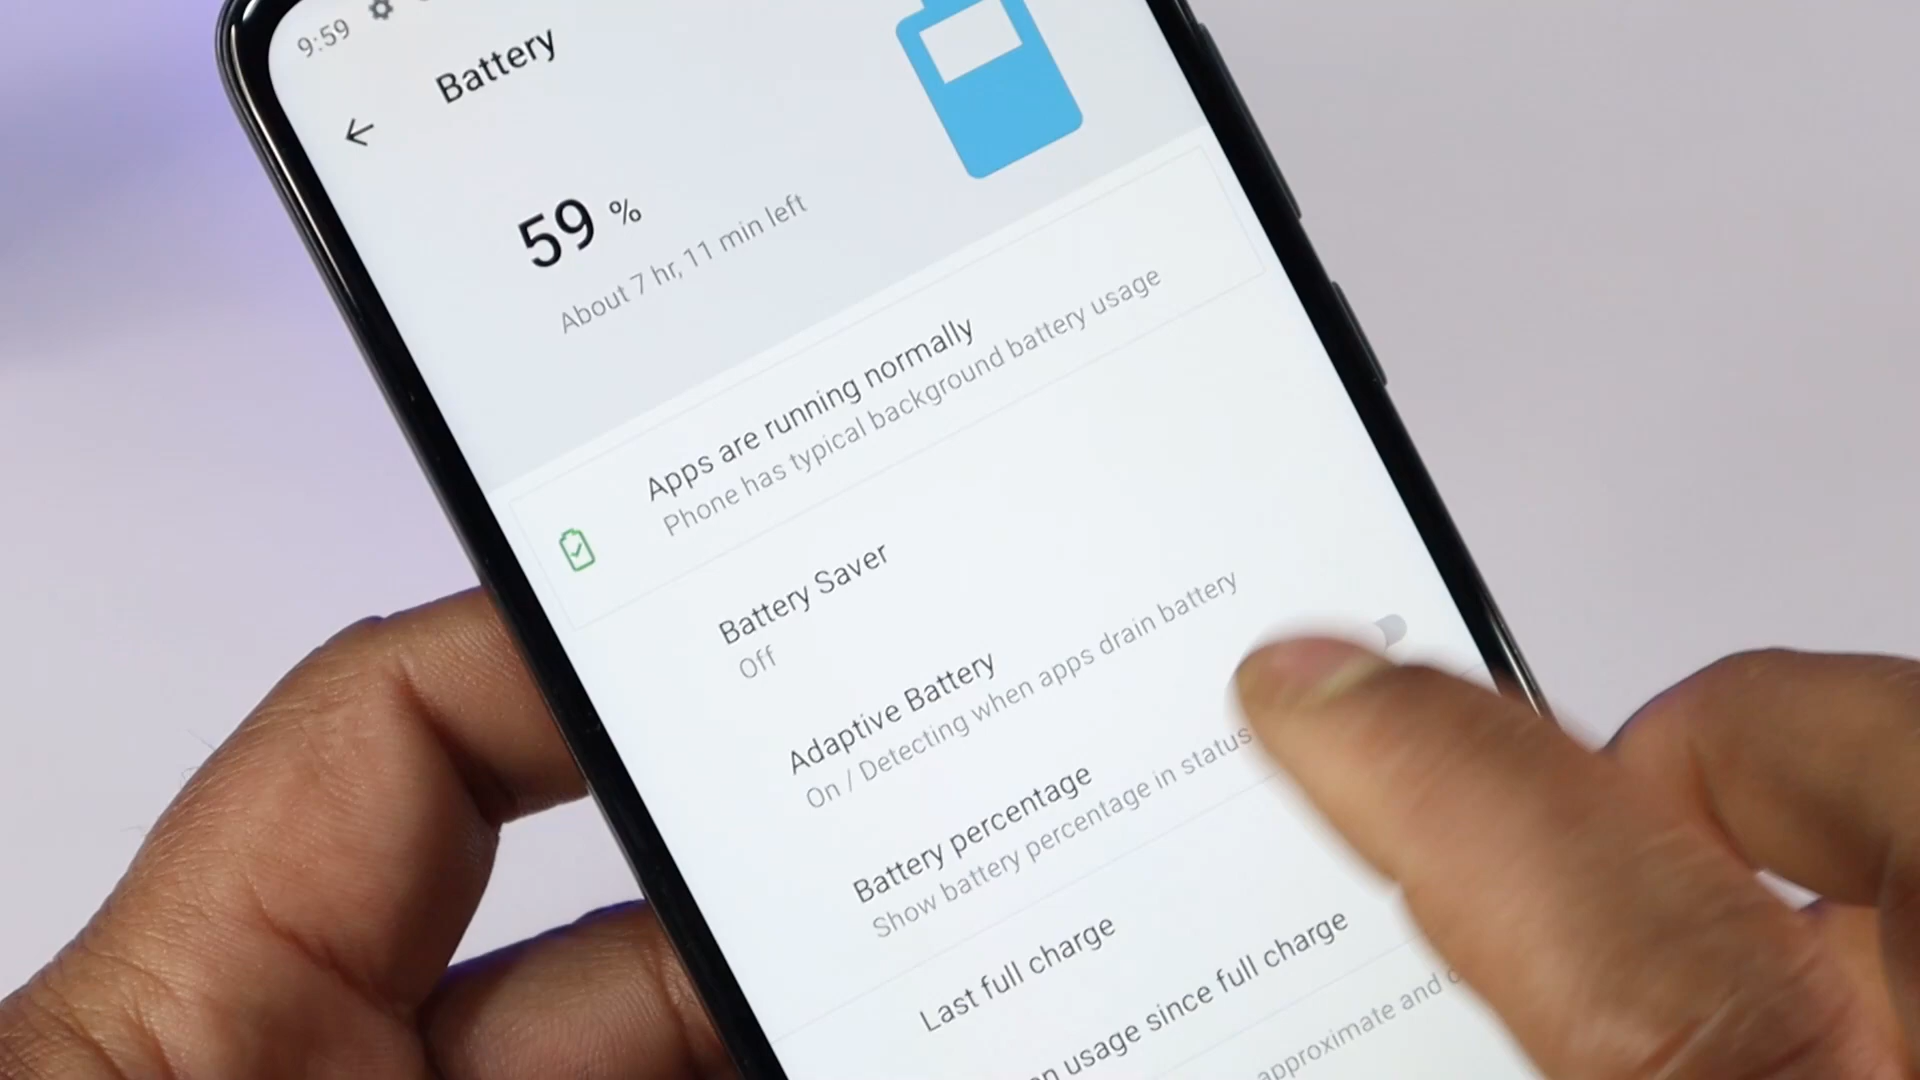 9:59
Battery
59 %
About 7 hr, 11 min left
Apps are running normally
Phone has typical background battery usage
Battery Saver
Off
Adaptive Battery
On / Detecting when apps drain battery
Battery percentage
Show battery percentage in status
Last full charge
usage since full charge
approximate and